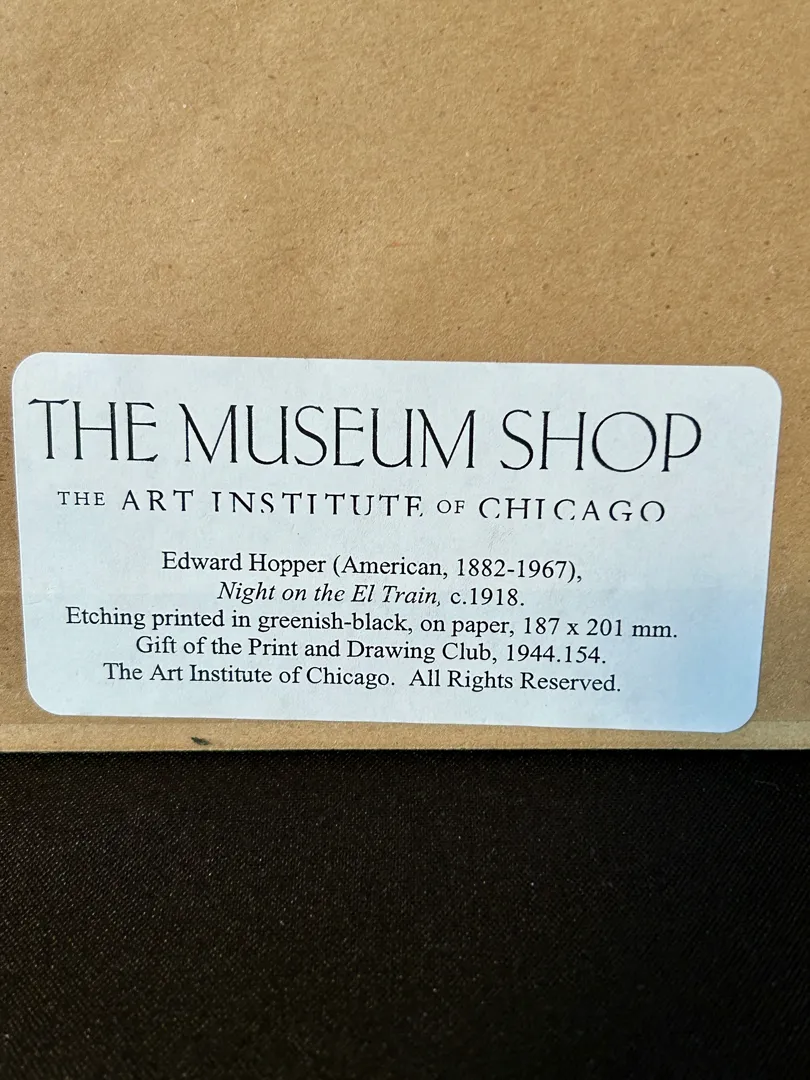 THE MUSEUM SHOP
THE ART INSTITUTE OF CHICAGO
Edward Hopper (American, 1882-1967),
Night on the El Train, c.1918.
Etching printed in greenish-black, on paper, 187 x 201 mm.
Gift of the Print and Drawing Club, 1944.154.
The Art Institute of Chicago.  All Rights Reserved.